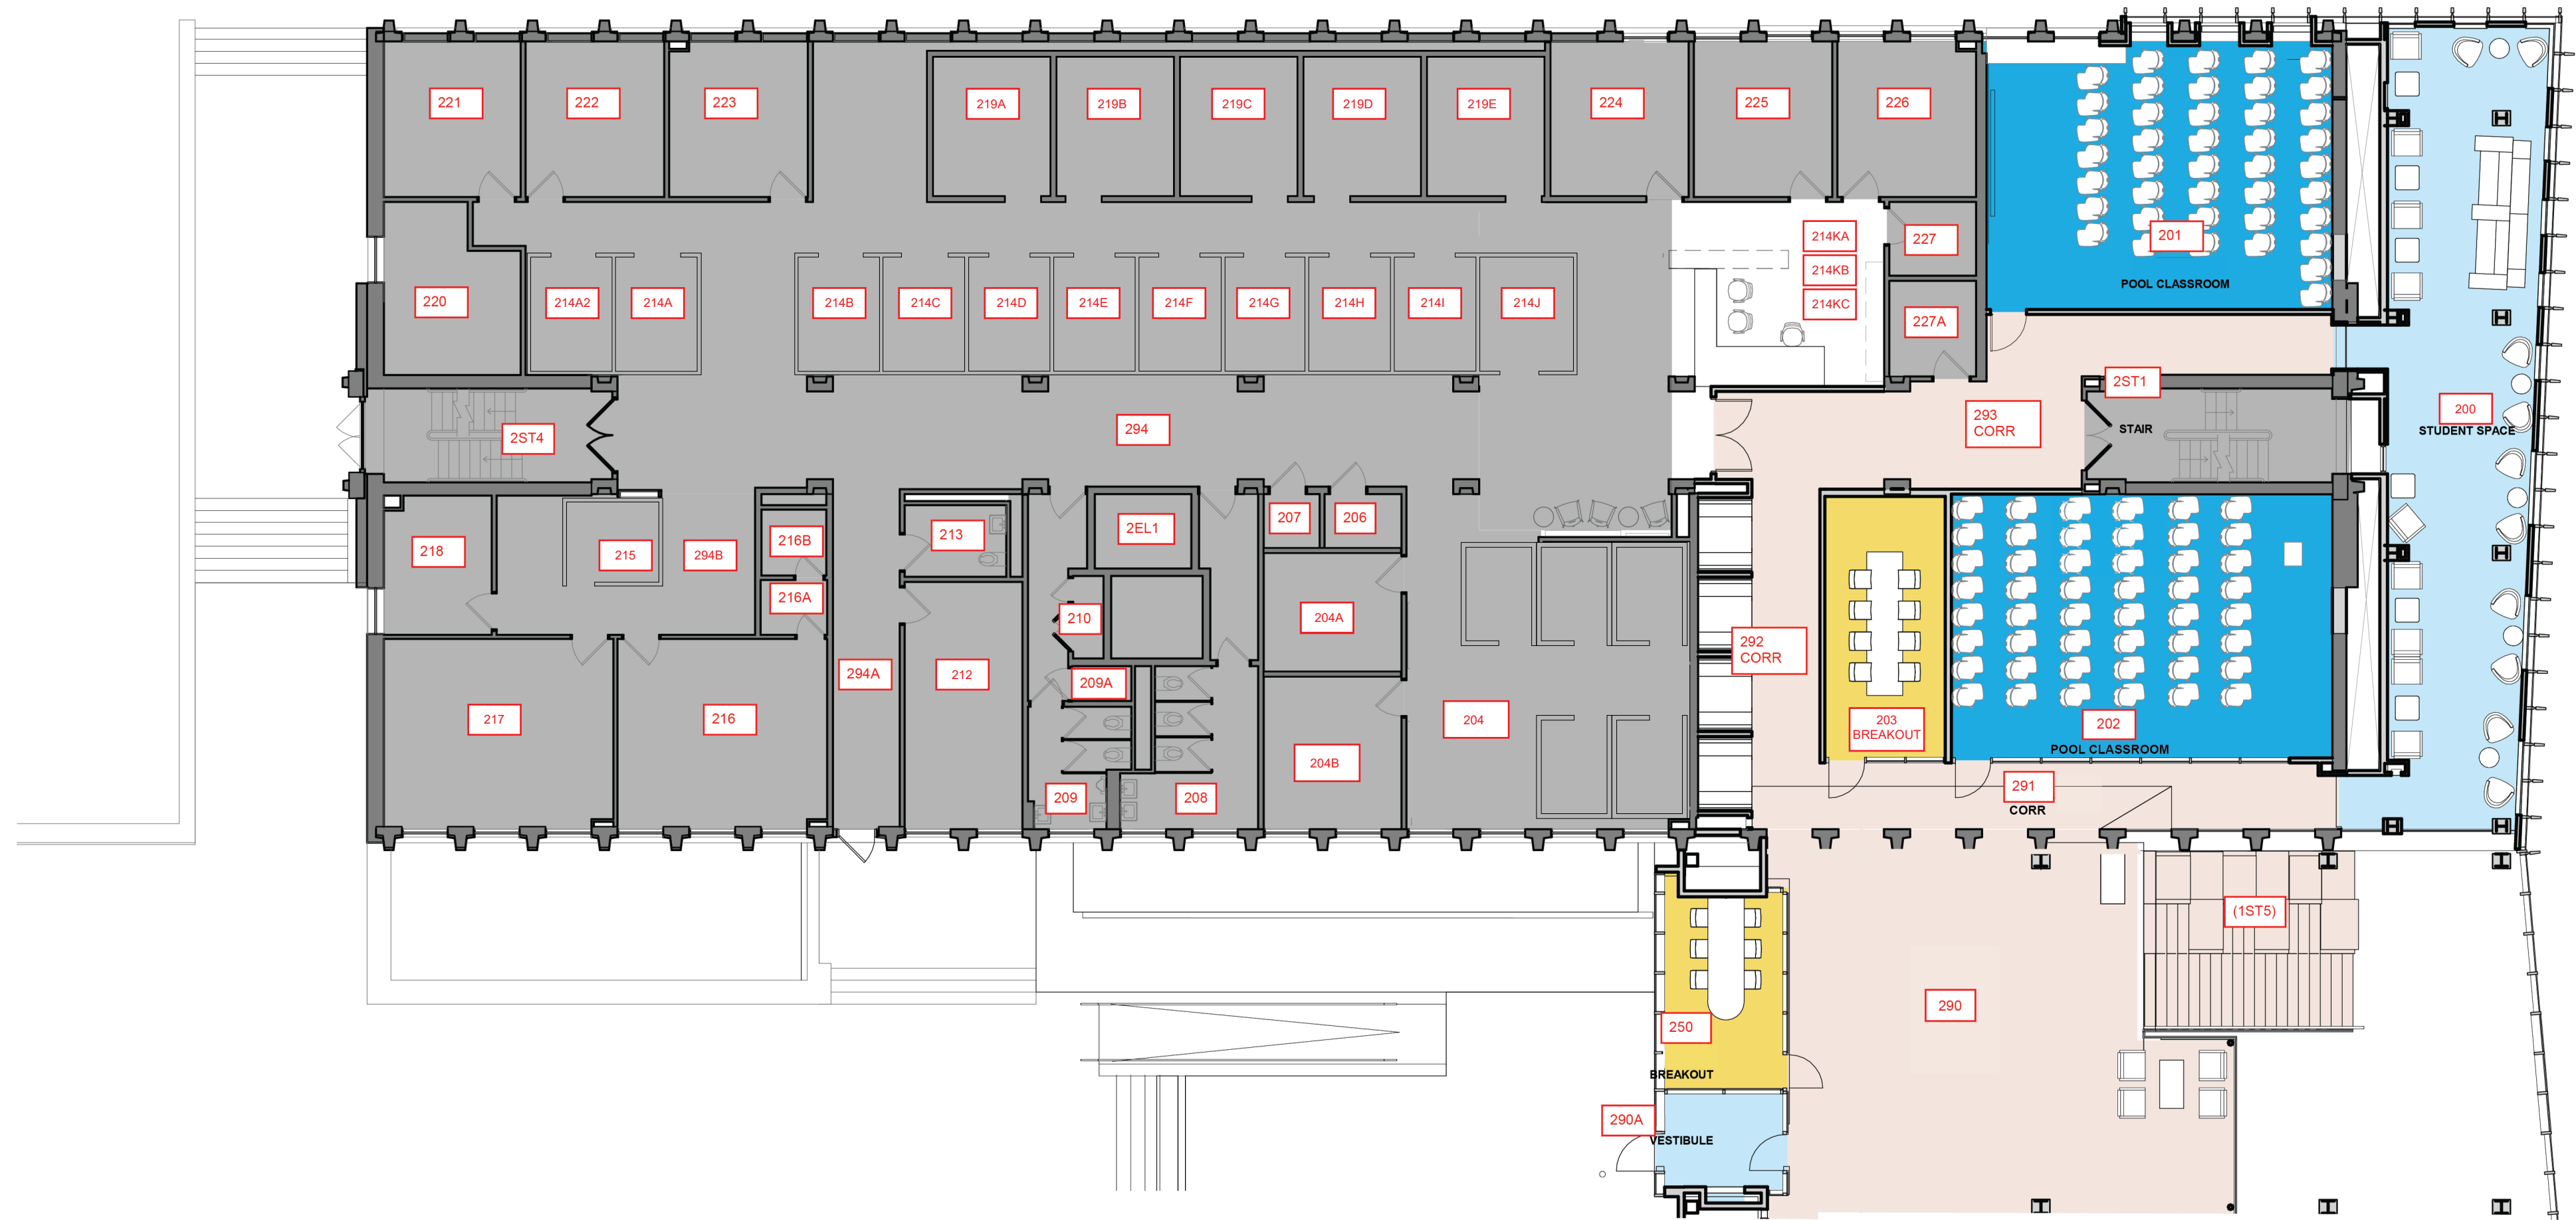 221
222
223
219A
219B
219C
219D
219E
224
225
226
201
POOL CLASSROOM
214KA
214KB
214KC
227
227A
220
214A2
214A
214B
214C
214D
214E
214F
214G
214H
214I
214J
2ST4
294
293
CORR
2ST1
STAIR
200
STUDENT SPACE
218
215
294B
216B
216A
213
2EL1
207
206
210
204A
292
CORR
203
BREAKOUT
202
POOL CLASSROOM
217
216
294A
212
209A
204
204B
209
208
291
CORR
(1ST5)
290
250
BREAKOUT
290A
VESTIBULE